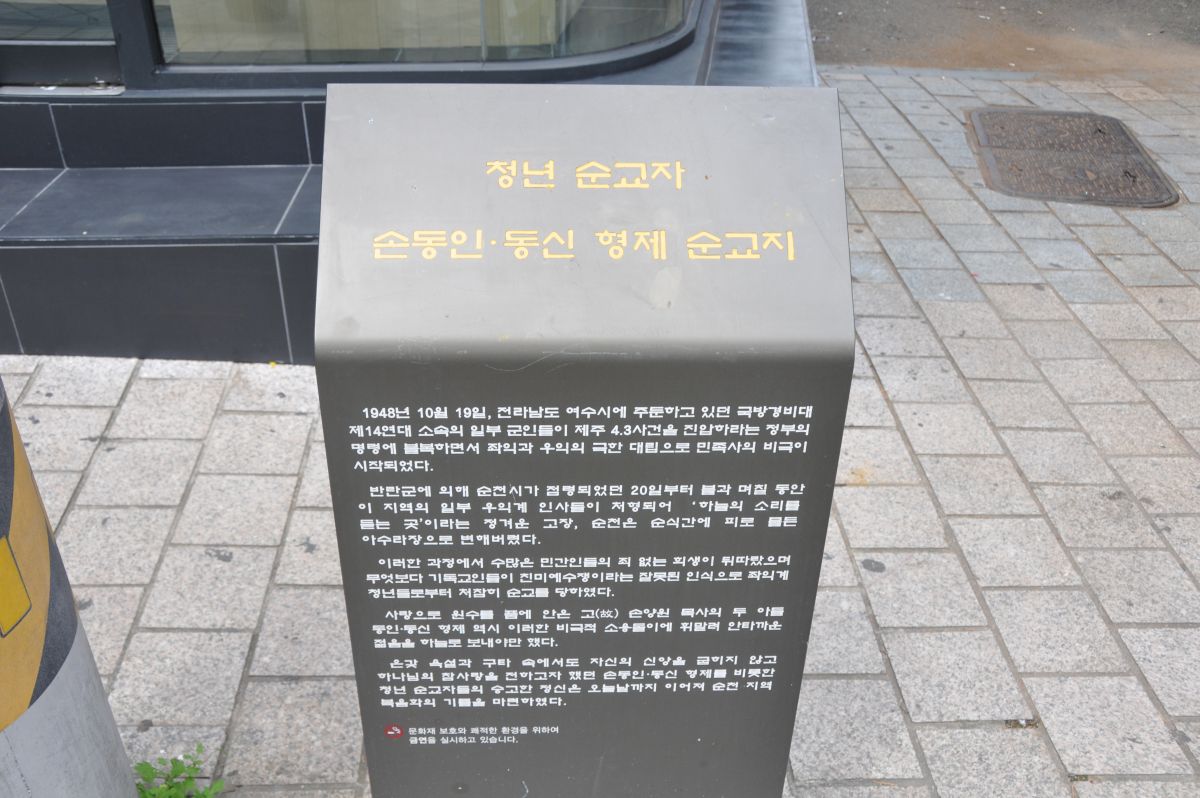 청년 순교자
손동인·동신 형제 순교지
1948년 10월 19일, 전라남도 여수시에 주둔하고 있던 국방경비대
제14연대 소속의 일부 군인들이 제주 4.3사건을 진압하라는 정부의
명령에 불복하면서 좌익과 우익의 극한 대립으로 민족사의 비극이
시작되었다.
반란군에 의해 순천시가 점령되었던 20일부터 불과 며칠 동안
이 지역의 일부 우익계 인사들이 처형되어 '하늘의 소리를
듣는 곳'이라는 정겨운 고장, 순천은 순식간에 피로 물든
아수라장으로 변해버렸다.
이러한 과정에서 수많은 민간인들의 죄 없는 희생이 뒤따랐으며
무엇보다 기독교인들이 친미예수쟁이라는 잘못된 인식으로 좌익계
청년들로부터 처참히 순교를 당하였다.
사랑으로 원수를 품에 안은 고(故) 손양원 목사의 두 아들
동인·동신 형제 역시 이러한 비극적 소용돌이에 휘말려 안타까운
젊음을 하늘로 보내야만 했다.
온갖 욕설과 구타 속에서도 자신의 신앙을 굽히지 않고
하나님의 참사랑을 전하고자 했던 손동인·동신 형제를 비롯한
청년 순교자들의 숭고한 정신은 오늘날까지 이어져 순천 지역
복음화의 기틀을 마련하였다.
문화재 보호와 쾌적한 환경을 위하여
금연을 실시하고 있습니다.